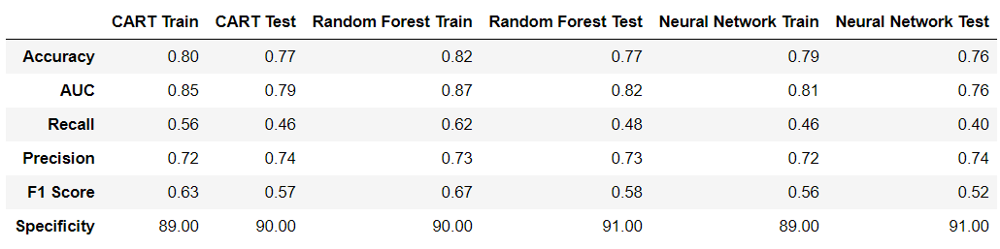 CART Train CART Test Random Forest Train Random Forest Test Neural Network Train Neural Network Test
Accuracy 0.80 0.77 0.82 0.77 0.79 0.76
AUC 0.85 0.79 0.87 0.82 0.81 0.76
Recall 0.56 0.46 0.62 0.48 0.46 0.40
Precision 0.72 0.74 0.73 0.73 0.72 0.74
F1 Score 0.63 0.57 0.67 0.58 0.56 0.52
Specificity 89.00 90.00 90.00 91.00 89.00 91.00